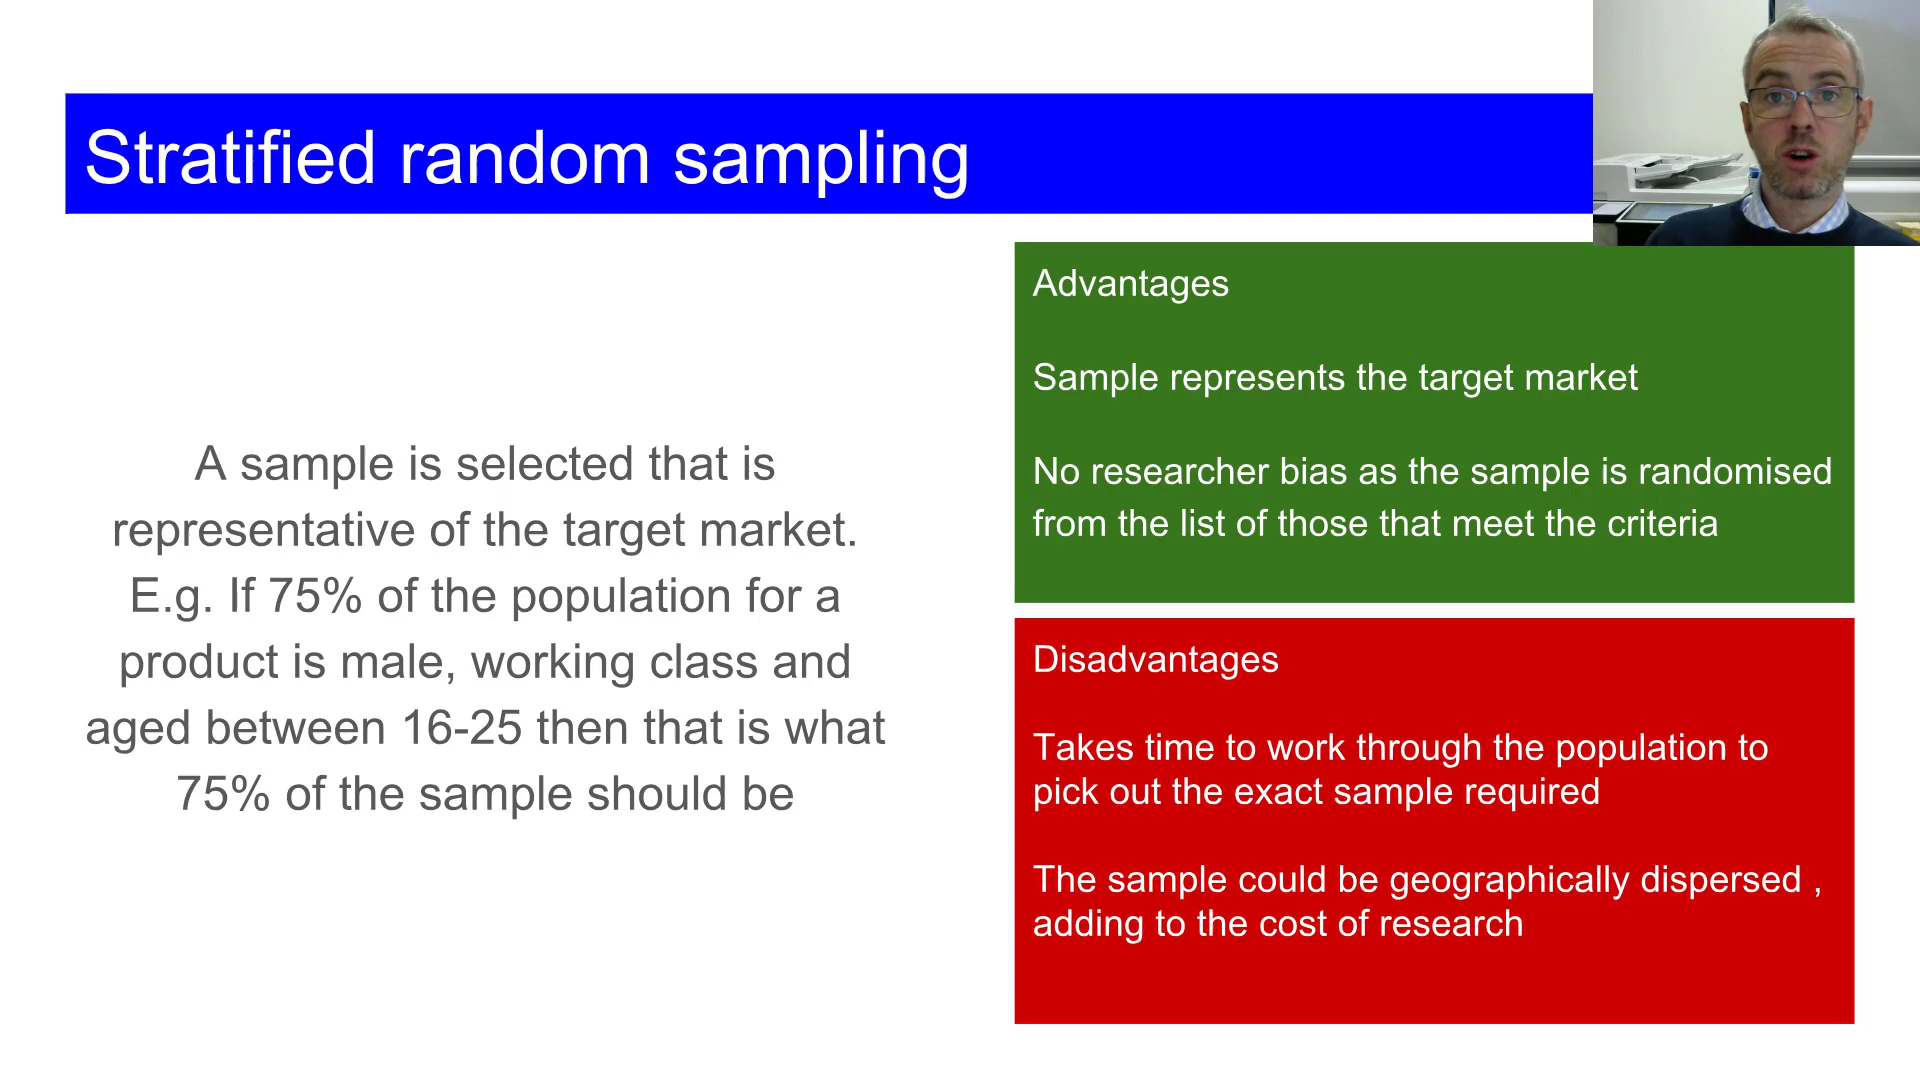 Stratified random sampling
A sample is selected that is
representative of the target market.
E.g. If 75% of the population for a
product is male, working class and
aged between 16-25 then that is what
75% of the sample should be
Advantages
Sample represents the target market
No researcher bias as the sample is randomised
from the list of those that meet the criteria
Disadvantages
Takes time to work through the population to
pick out the exact sample required
The sample could be geographically dispersed ,
adding to the cost of research